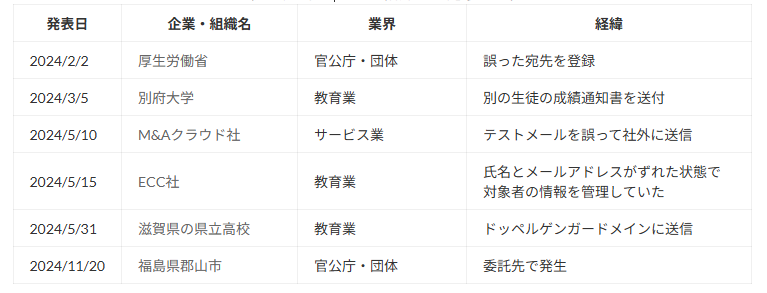 発表日 企業・組織名 業界 経緯
2024/2/2 厚生労働省 官公庁・団体 誤った宛先を登録
2024/3/5 別府大学 教育業 別の生徒の成績通知書を送付
2024/5/10 M&Aクラウド社 サービス業 テストメールを誤って社外に送信
2024/5/15 ECC社 教育業 氏名とメールアドレスがずれた状態で
対象者の情報を管理していた
2024/5/31 滋賀県の県立高校 教育業 ドッペルゲンガードメインに送信
2024/11/20 福島県郡山市 官公庁・団体 委託先で発生